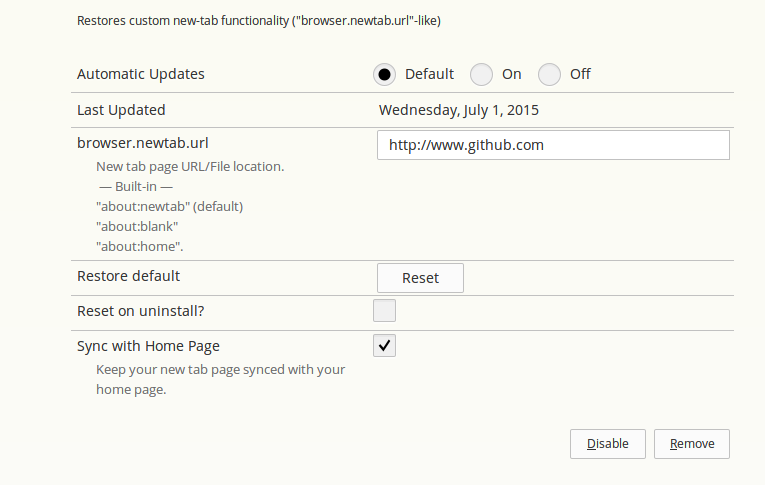 Restores custom new-tab functionality ("browser.newtab.url"-like)
Automatic Updates Default On Off
Last Updated Wednesday, July 1, 2015
browser.newtab.url http://www.github.com
New tab page URL/File location.
— Built-in —
"about:newtab" (default)
"about:blank"
"about:home".
Restore default Reset
Reset on uninstall?
Sync with Home Page
Keep your new tab page synced with your
home page.
Disable Remove